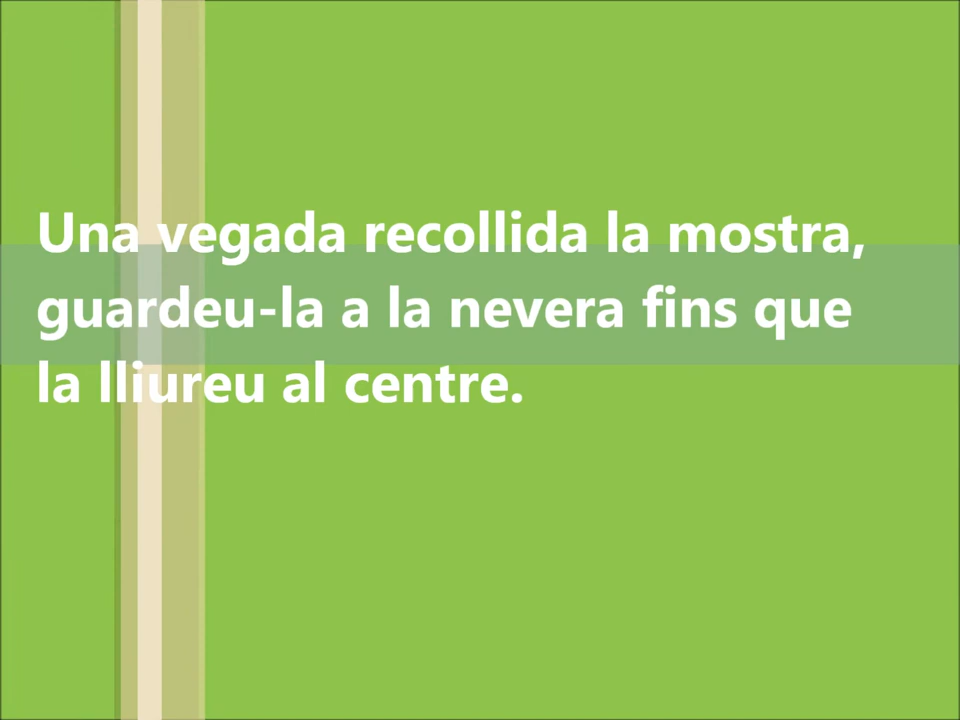 Una vegada recollida la mostra,
guardeu-la a la nevera fins que
la lliureu al centre.